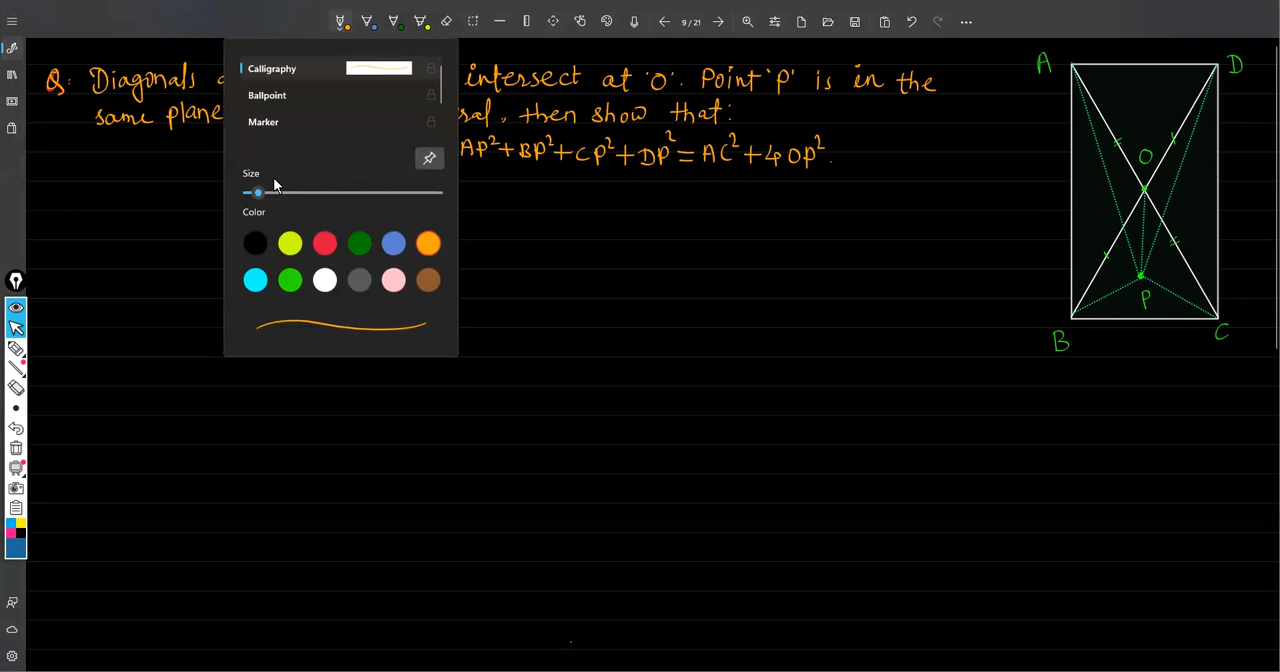 9 / 21
Q. Diagonals intersect at 'O'. Point 'P' is in the
same plane then show that:
AP²+BP²+CP²+DP²=AC²+4OP².
Calligraphy
Ballpoint
Marker
Size
Color
A
D
O
P
B
C